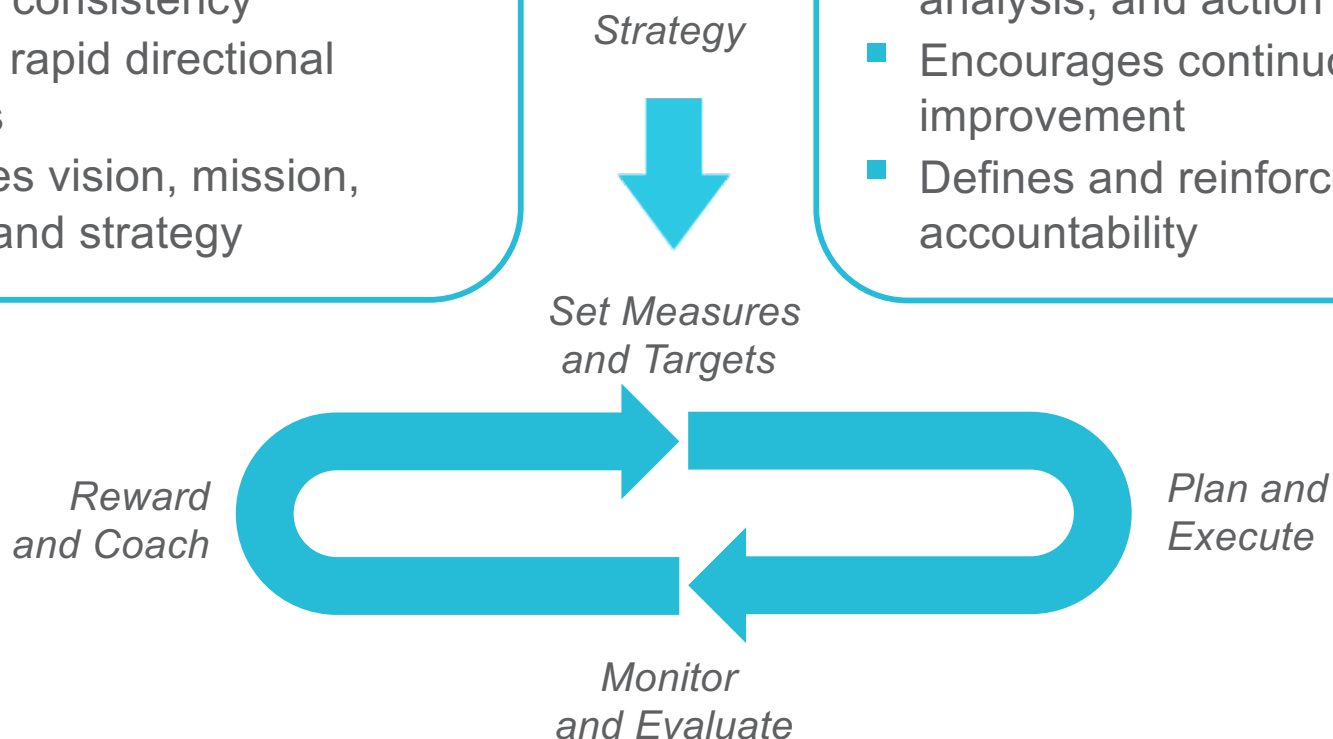 consistency
rapid directional
s
es vision, mission,
and strategy
Strategy
analysis, and action
Encourages continuo
improvement
Defines and reinforc
accountability
Set Measures
and Targets
Reward
and Coach
Plan and
Execute
Monitor
and Evaluate